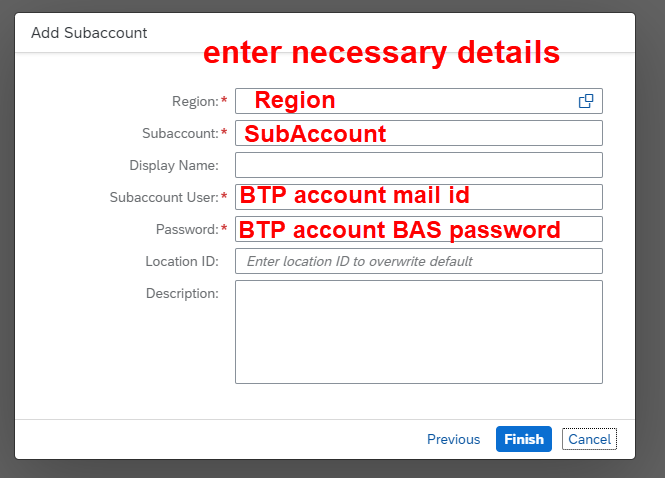 Add Subaccount
enter necessary details
Region:* Region
Subaccount:* SubAccount
Display Name:
Subaccount User:* BTP account mail id
Password:* BTP account BAS password
Location ID: Enter location ID to overwrite default
Description:
Previous Finish Cancel